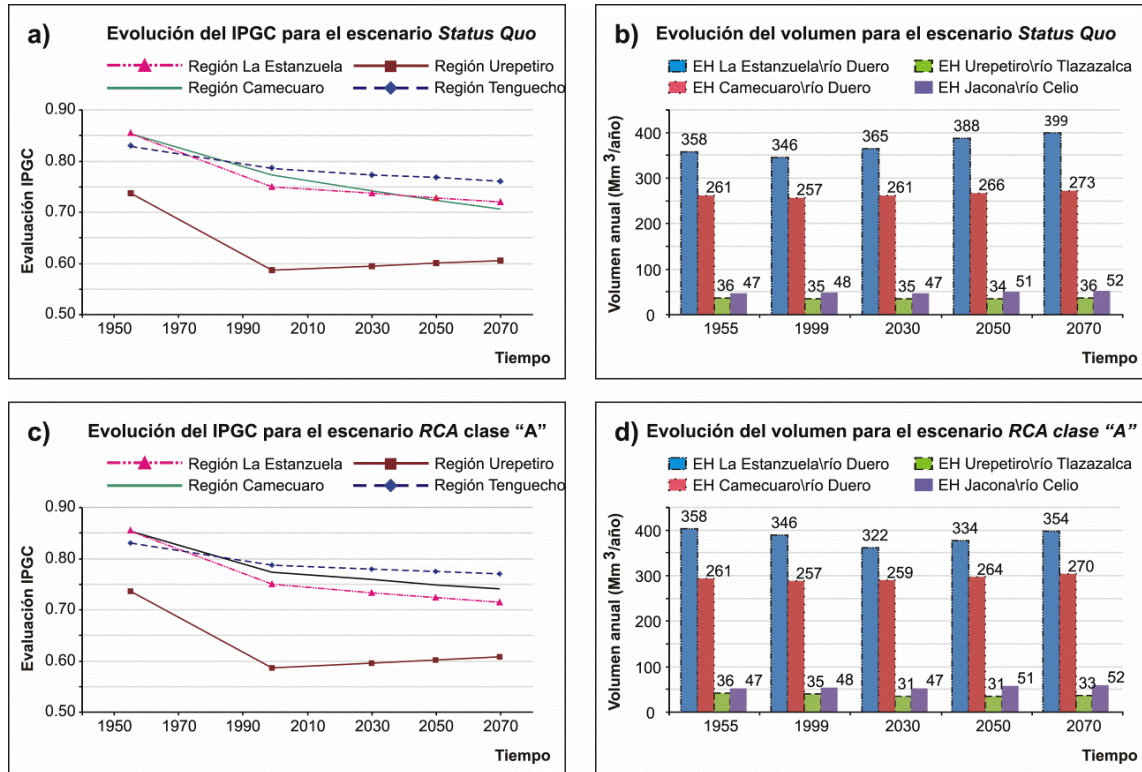 a)
Evolución del IPGC para el escenario Status Quo
Región La Estanzuela
Región Urepetiro
Región Camecuaro
Región Tenguecho
Evaluación IPGC
0.90
0.80
0.70
0.60
0.50
1950 1970 1990 2010 2030 2050 2070
Tiempo
b)
Evolución del volumen para el escenario Status Quo
EH La Estanzuela\río Duero
EH Urepetiro\río Tlazazalca
EH Camecuaro\río Duero
EH Jacona\río Celio
Volumen anual (Mm³/año)
400
300
200
100
0
358 261 36 47
346 257 35 48
365 261 35 47
388 266 34 51
399 273 36 52
1955 1999 2030 2050 2070
Tiempo
c)
Evolución del IPGC para el escenario RCA clase “A”
Región La Estanzuela
Región Urepetiro
Región Camecuaro
Región Tenguecho
Evaluación IPGC
0.90
0.80
0.70
0.60
0.50
1950 1970 1990 2010 2030 2050 2070
Tiempo
d)
Evolución del volumen para el escenario RCA clase “A”
EH La Estanzuela\río Duero
EH Urepetiro\río Tlazazalca
EH Camecuaro\río Duero
EH Jacona\río Celio
Volumen anual (Mm³/año)
400
300
200
100
0
358 261 36 47
346 257 35 48
322 259 31 47
334 264 31 51
354 270 33 52
1955 1999 2030 2050 2070
Tiempo